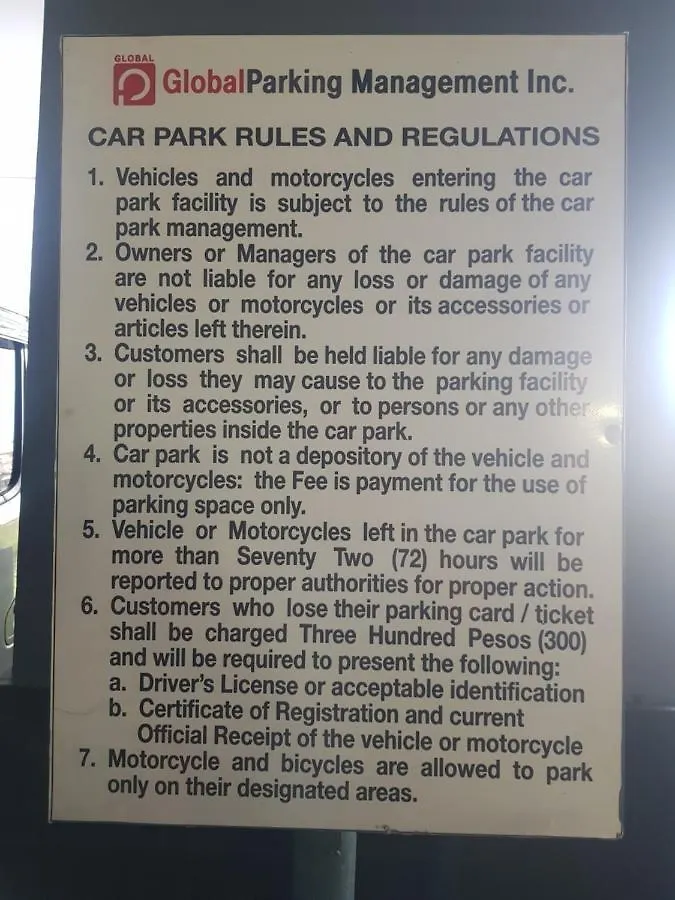 GLOBAL
GlobalParking Management Inc.
CAR PARK RULES AND REGULATIONS
1. Vehicles and motorcycles entering the car
park facility is subject to the rules of the car
park management.
2. Owners or Managers of the car park facility
are not liable for any loss or damage of any
vehicles or motorcycles or its accessories or
articles left therein.
3. Customers shall be held liable for any damage
or loss they may cause to the parking facility
or its accessories, or to persons or any other
properties inside the car park.
4. Car park is not a depository of the vehicle and
motorcycles: the Fee is payment for the use of
parking space only.
5. Vehicle or Motorcycles left in the car park for
more than Seventy Two (72) hours will be
reported to proper authorities for proper action.
6. Customers who lose their parking card / ticket
shall be charged Three Hundred Pesos (300)
and will be required to present the following:
a. Driver's License or acceptable identification
b. Certificate of Registration and current
Official Receipt of the vehicle or motorcycle
7. Motorcycle and bicycles are allowed to park
only on their designated areas.